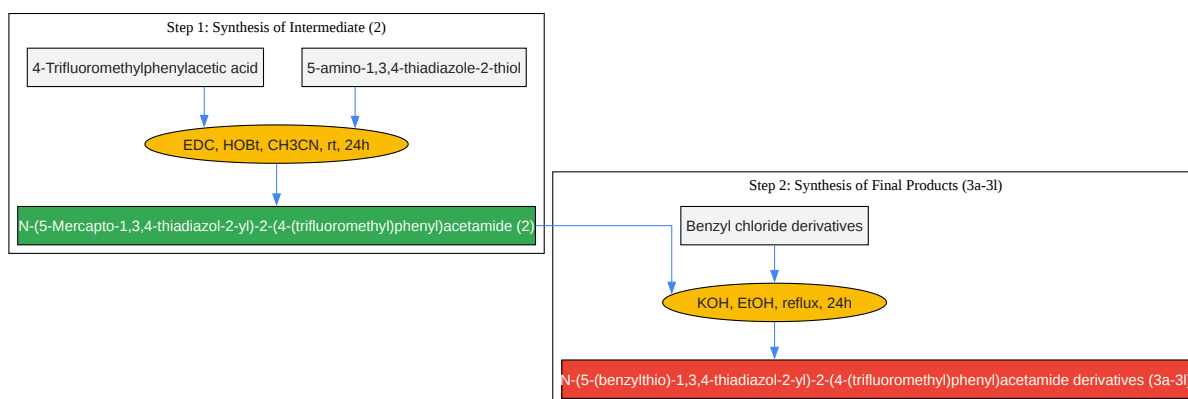 Step 1: Synthesis of Intermediate (2)
4-Trifluoromethylphenylacetic acid
5-amino-1,3,4-thiadiazole-2-thiol
EDC, HOBt, CH3CN, rt, 24h
N-(5-Mercapto-1,3,4-thiadiazol-2-yl)-2-(4-(trifluoromethyl)phenyl)acetamide (2)
Step 2: Synthesis of Final Products (3a-3l)
Benzyl chloride derivatives
KOH, EtOH, reflux, 24h
N-(5-(benzylthio)-1,3,4-thiadiazol-2-yl)-2-(4-(trifluoromethyl)phenyl)acetamide derivatives (3a-3l)